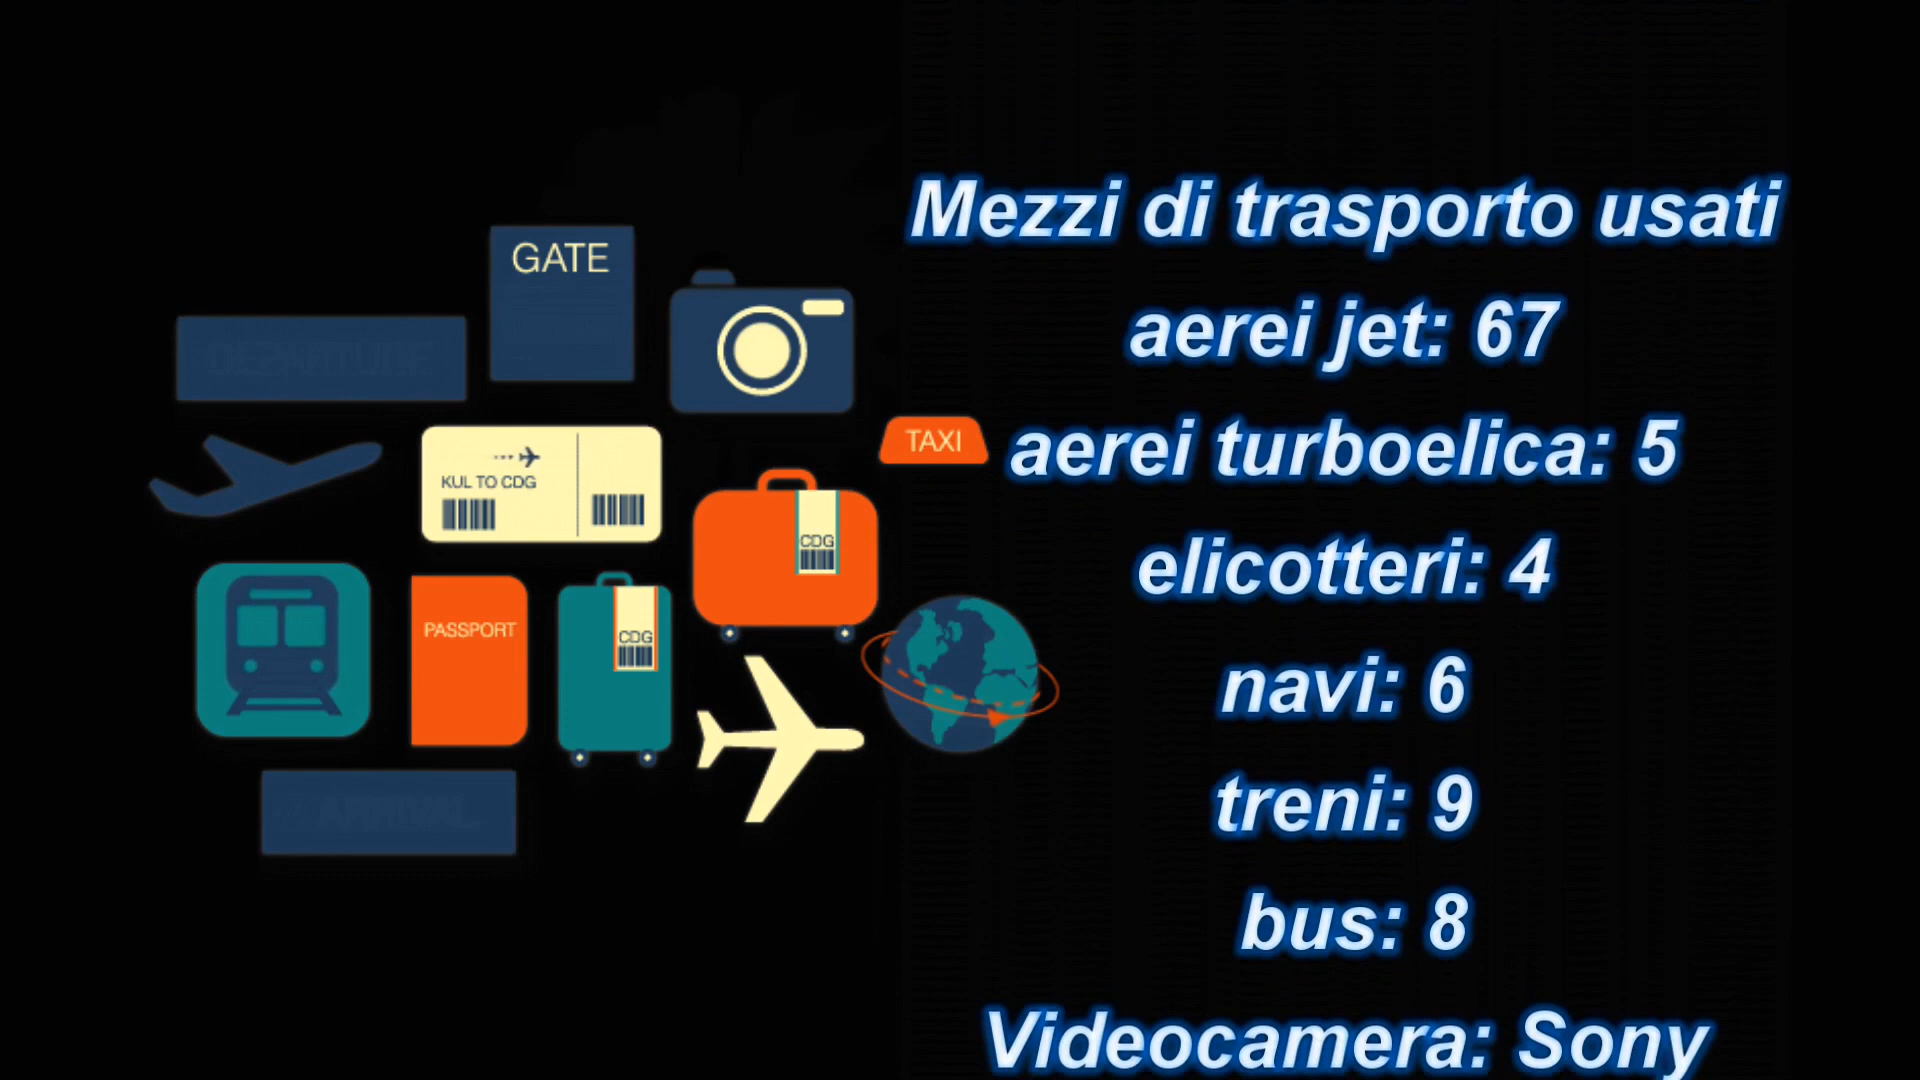 GATE
KUL TO CDG
TAXI
CDG
PASSPORT
CDG
ARRIVAL
Mezzi di trasporto usati
aerei jet: 67
aerei turboelica: 5
elicotteri: 4
navi: 6
treni: 9
bus: 8
Videocamera: Sony